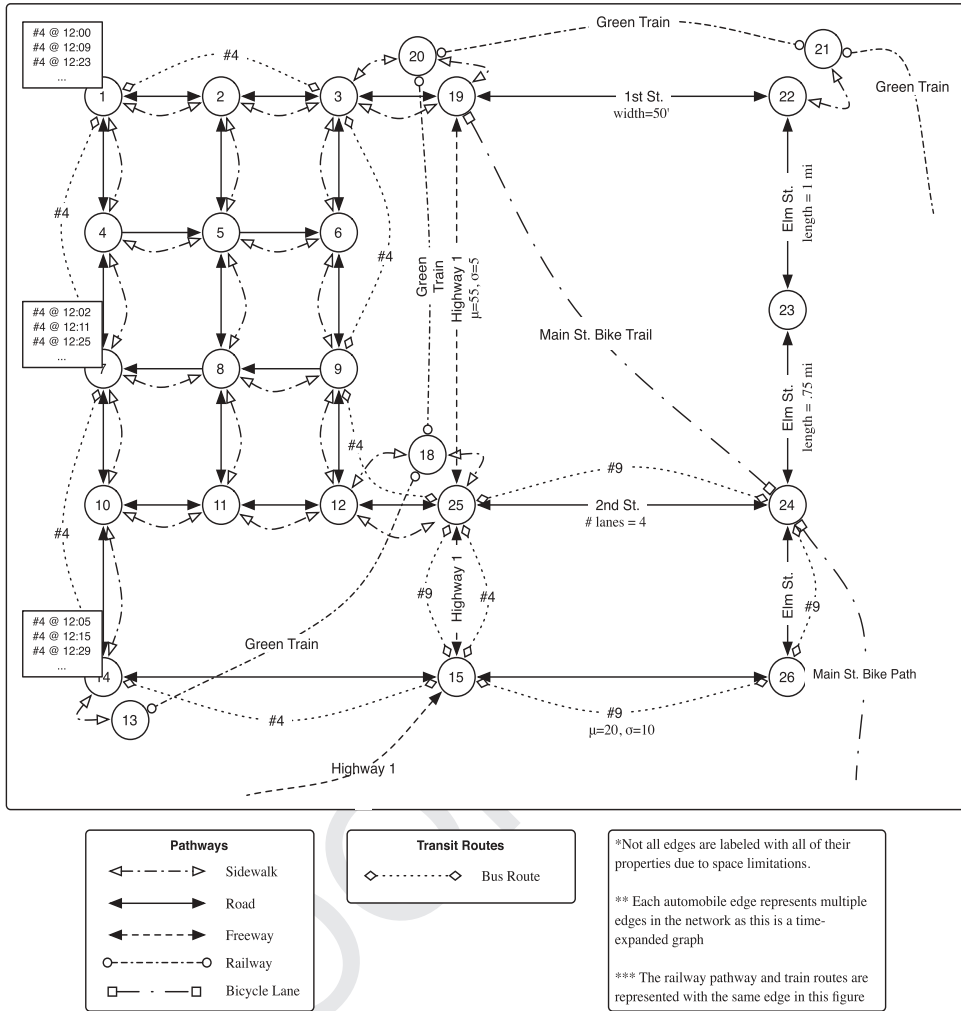 #4 @ 12:00
#4 @ 12:09
#4 @ 12:23
...
Green Train
20
21
#4
Green Train
1
2
3
19
1st St.
width=50'
22
#4
4
5
6
#4
Green
Train
Highway 1
μ=55, σ=5
Elm St.
length = 1 mi
#4 @ 12:02
#4 @ 12:11
#4 @ 12:25
...
23
Main St. Bike Trail
7
8
9
Elm St.
length = .75 mi
#4
18
#9
10
11
12
25
2nd St.
# lanes = 4
24
#4
#9
Highway 1
#4
Elm St.
#9
#4 @ 12:05
#4 @ 12:15
#4 @ 12:29
...
Green Train
14
15
26
Main St. Bike Path
13
#4
#9
μ=20, σ=10
Highway 1
Pathways
Sidewalk
Road
Freeway
Railway
Bicycle Lane
Transit Routes
Bus Route
*Not all edges are labeled with all of their
properties due to space limitations.
** Each automobile edge represents multiple
edges in the network as this is a time-
expanded graph
*** The railway pathway and train routes are
represented with the same edge in this figure